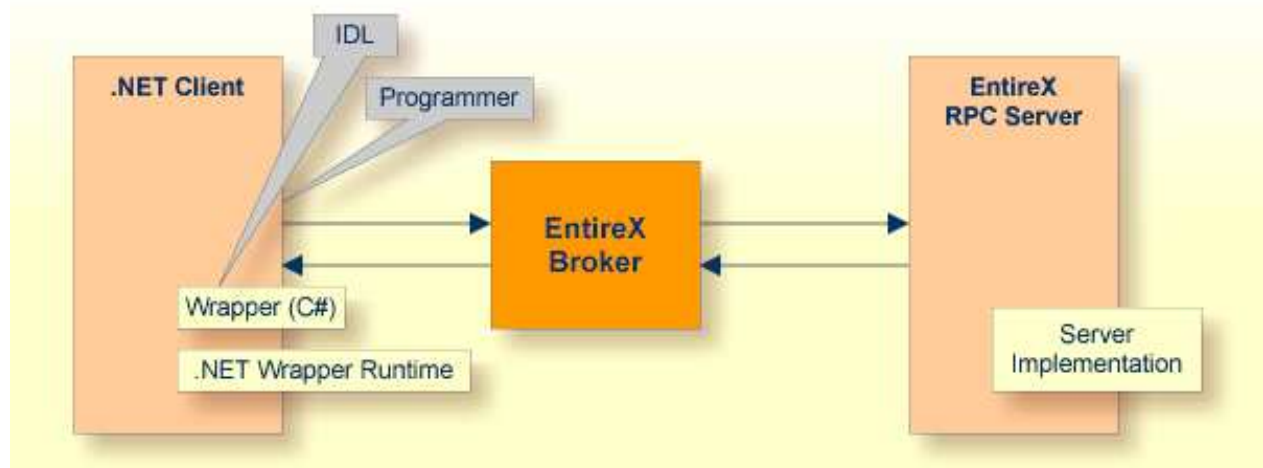 IDL
.NET Client
Programmer
EntireX
RPC Server
EntireX
Broker
Wrapper (C#)
.NET Wrapper Runtime
Server
Implementation